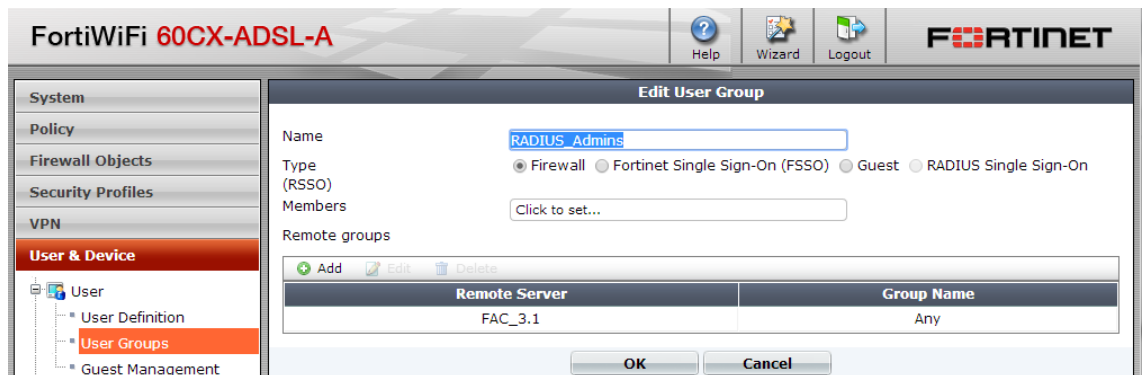 FortiWiFi 60CX-ADSL-A
Help
Wizard
Logout
FORTINET
System
Policy
Firewall Objects
Security Profiles
VPN
User & Device
User
User Definition
User Groups
Guest Management
Edit User Group
Name
RADIUS_Admins
Type
Firewall Fortinet Single Sign-On (FSSO) Guest RADIUS Single Sign-On
(RSSO)
Members
Click to set...
Remote groups
Add Edit Delete
Remote Server Group Name
FAC_3.1 Any
OK Cancel